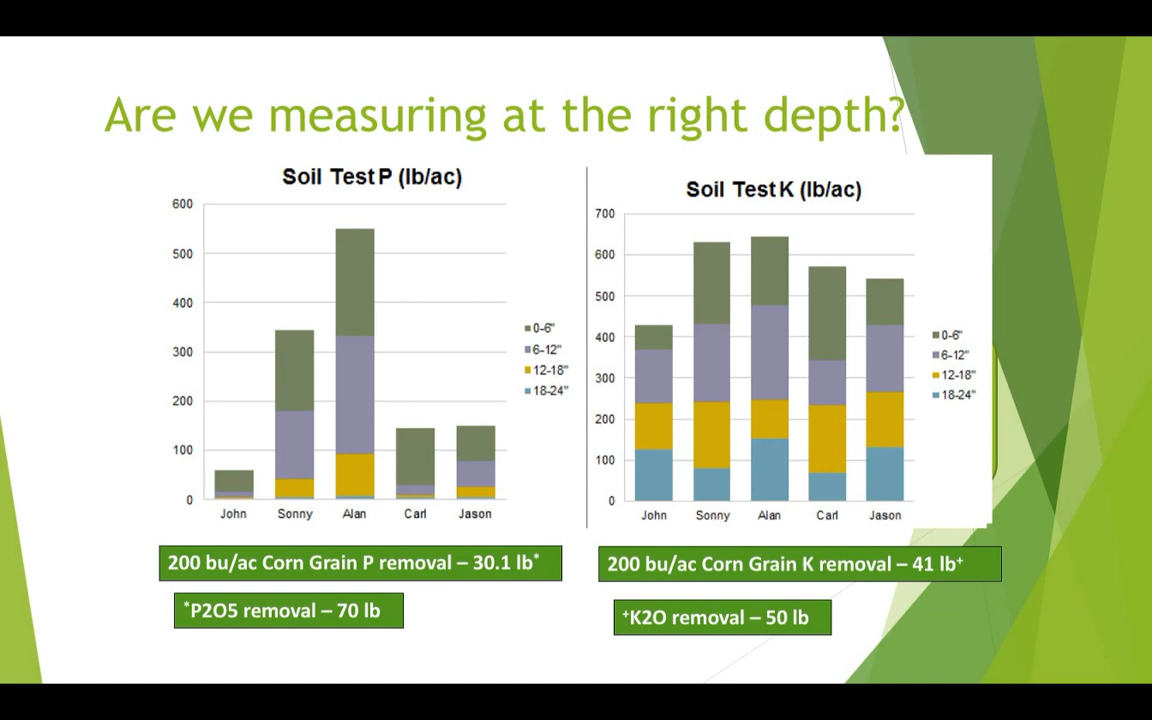 Are we measuring at the right depth?
Soil Test P (lb/ac)
600
500
400
300
200
100
0
John Sonny Alan Carl Jason
0-6"
6-12"
12-18"
18-24"
Soil Test K (lb/ac)
700
600
500
400
300
200
100
0
John Sonny Alan Carl Jason
0-6"
6-12"
12-18"
18-24"
200 bu/ac Corn Grain P removal – 30.1 lb*
*P2O5 removal – 70 lb
200 bu/ac Corn Grain K removal – 41 lb+
+K2O removal – 50 lb